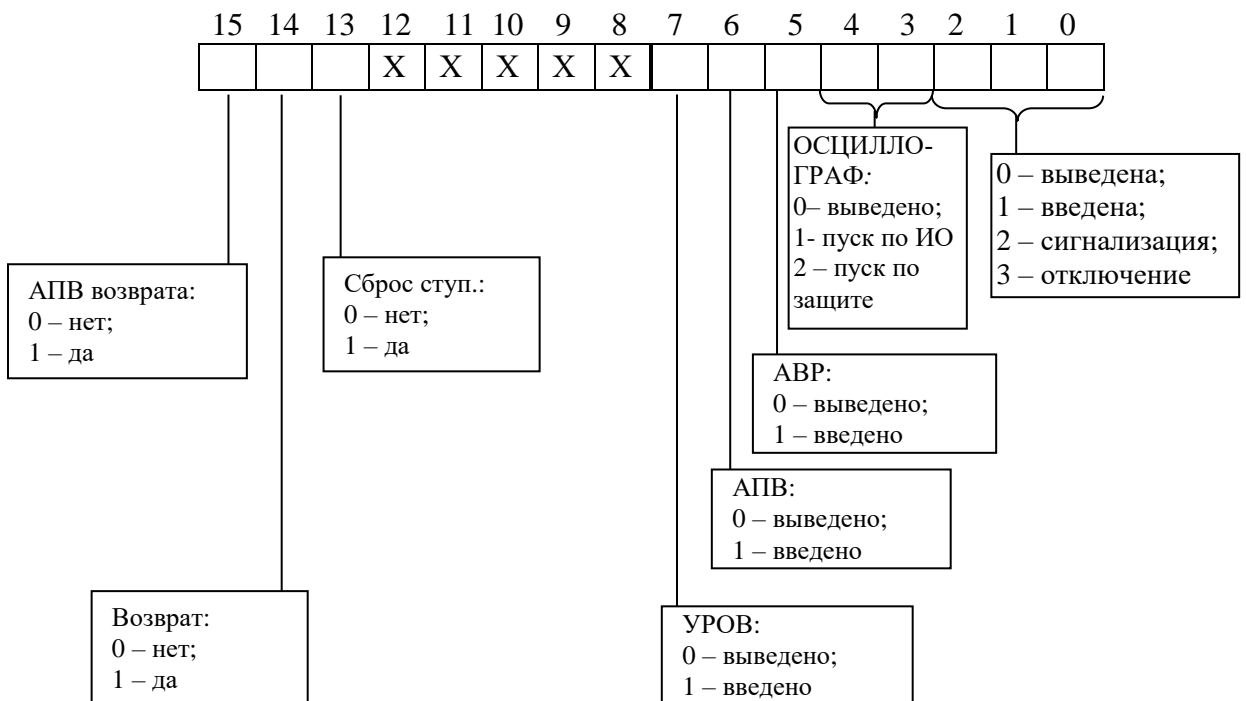 15 14 13 12 11 10 9 8 7 6 5 4 3 2 1 0
X X X X X
ОСЦИЛЛО-
ГРАФ:
0– выведено;
1- пуск по ИО
2 – пуск по
защите
0 – выведена;
1 – введена;
2 – сигнализация;
3 – отключение
АПВ возврата:
0 – нет;
1 – да
Сброс ступ.:
0 – нет;
1 – да
АВР:
0 – выведено;
1 – введено
АПВ:
0 – выведено;
1 – введено
Возврат:
0 – нет;
1 – да
УРОВ:
0 – выведено;
1 – введено